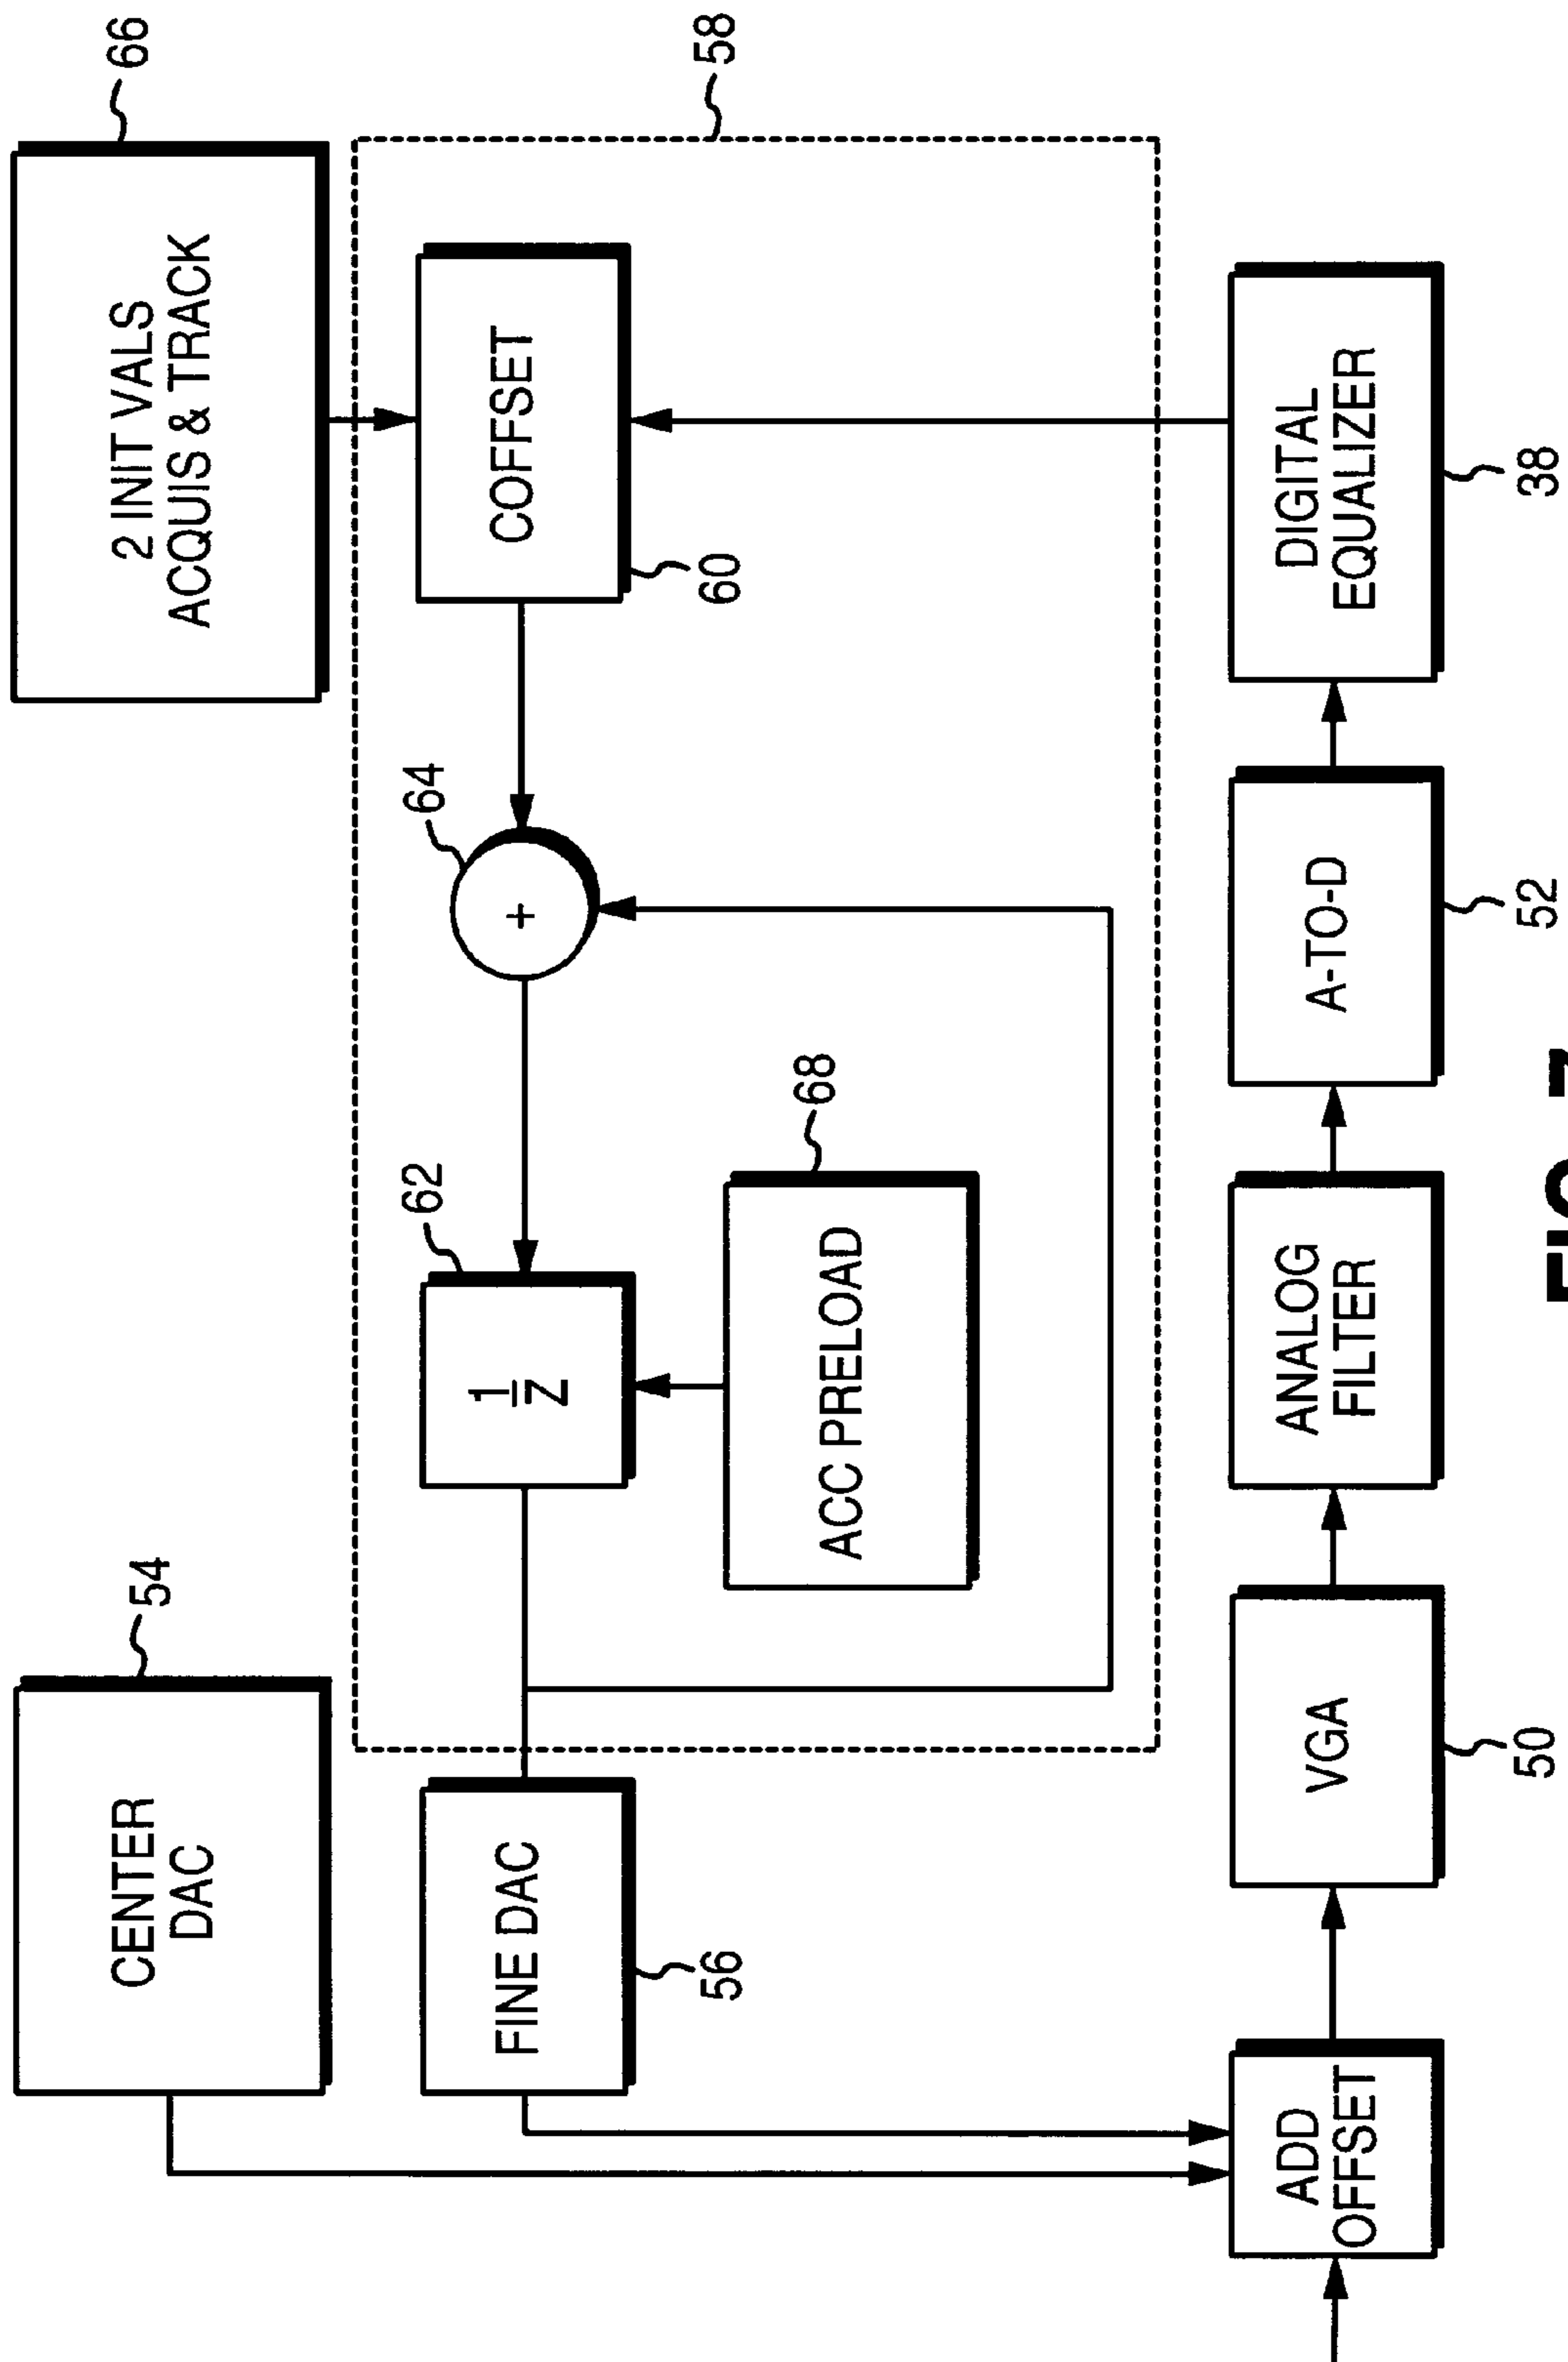 CENTER
DAC
54
2 INIT VALS
ACQUIS & TRACK
66
FINE DAC
56
1
Z
62
+
64
COFFSET
60
58
ACC PRELOAD
68
ADD
OFFSET
VGA
50
ANALOG
FILTER
A-TO-D
52
DIGITAL
EQUALIZER
38